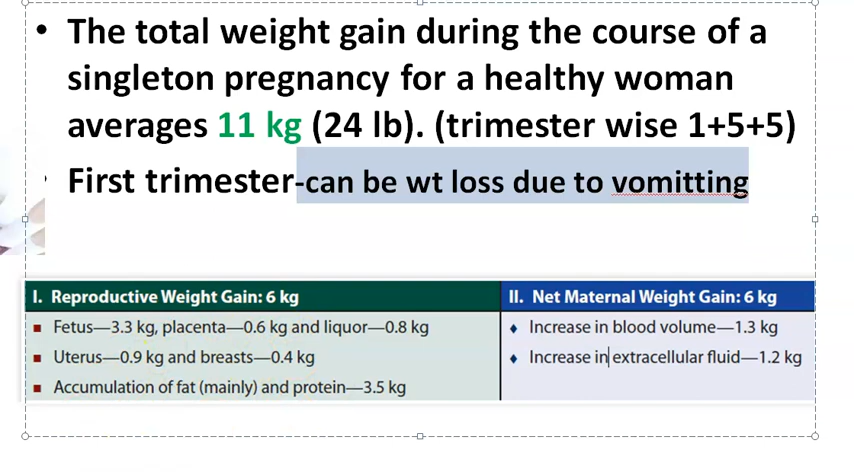 • The total weight gain during the course of a
singleton pregnancy for a healthy woman
averages 11 kg (24 lb). (trimester wise 1+5+5)
• First trimester-can be wt loss due to vomitting
I. Reproductive Weight Gain: 6 kg
■ Fetus—3.3 kg, placenta—0.6 kg and liquor—0.8 kg
■ Uterus—0.9 kg and breasts—0.4 kg
■ Accumulation of fat (mainly) and protein—3.5 kg
II. Net Maternal Weight Gain: 6 kg
♦ Increase in blood volume—1.3 kg
♦ Increase in extracellular fluid—1.2 kg